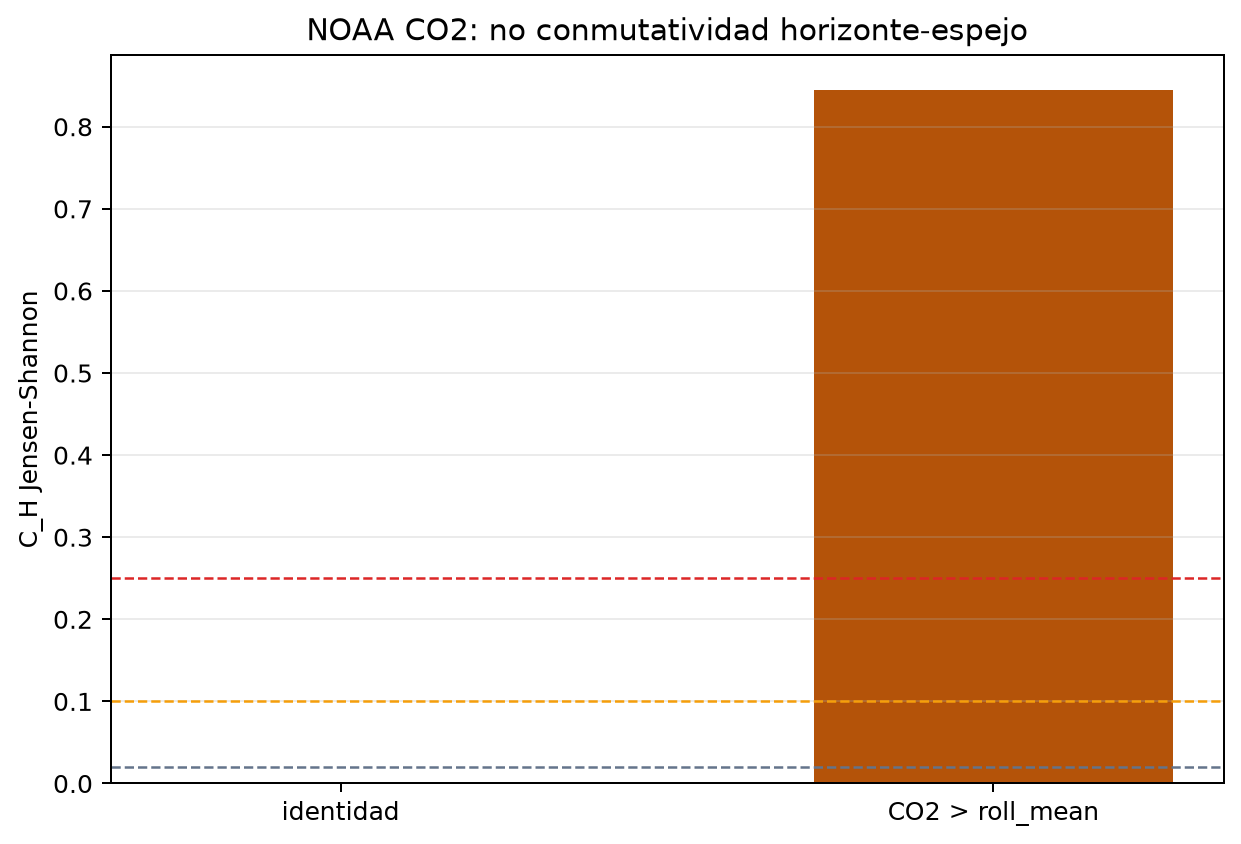 NOAA CO2: no conmutatividad horizonte-espejo
C_H Jensen-Shannon
0.8
0.7
0.6
0.5
0.4
0.3
0.2
0.1
0.0
identidad
CO2 > roll_mean